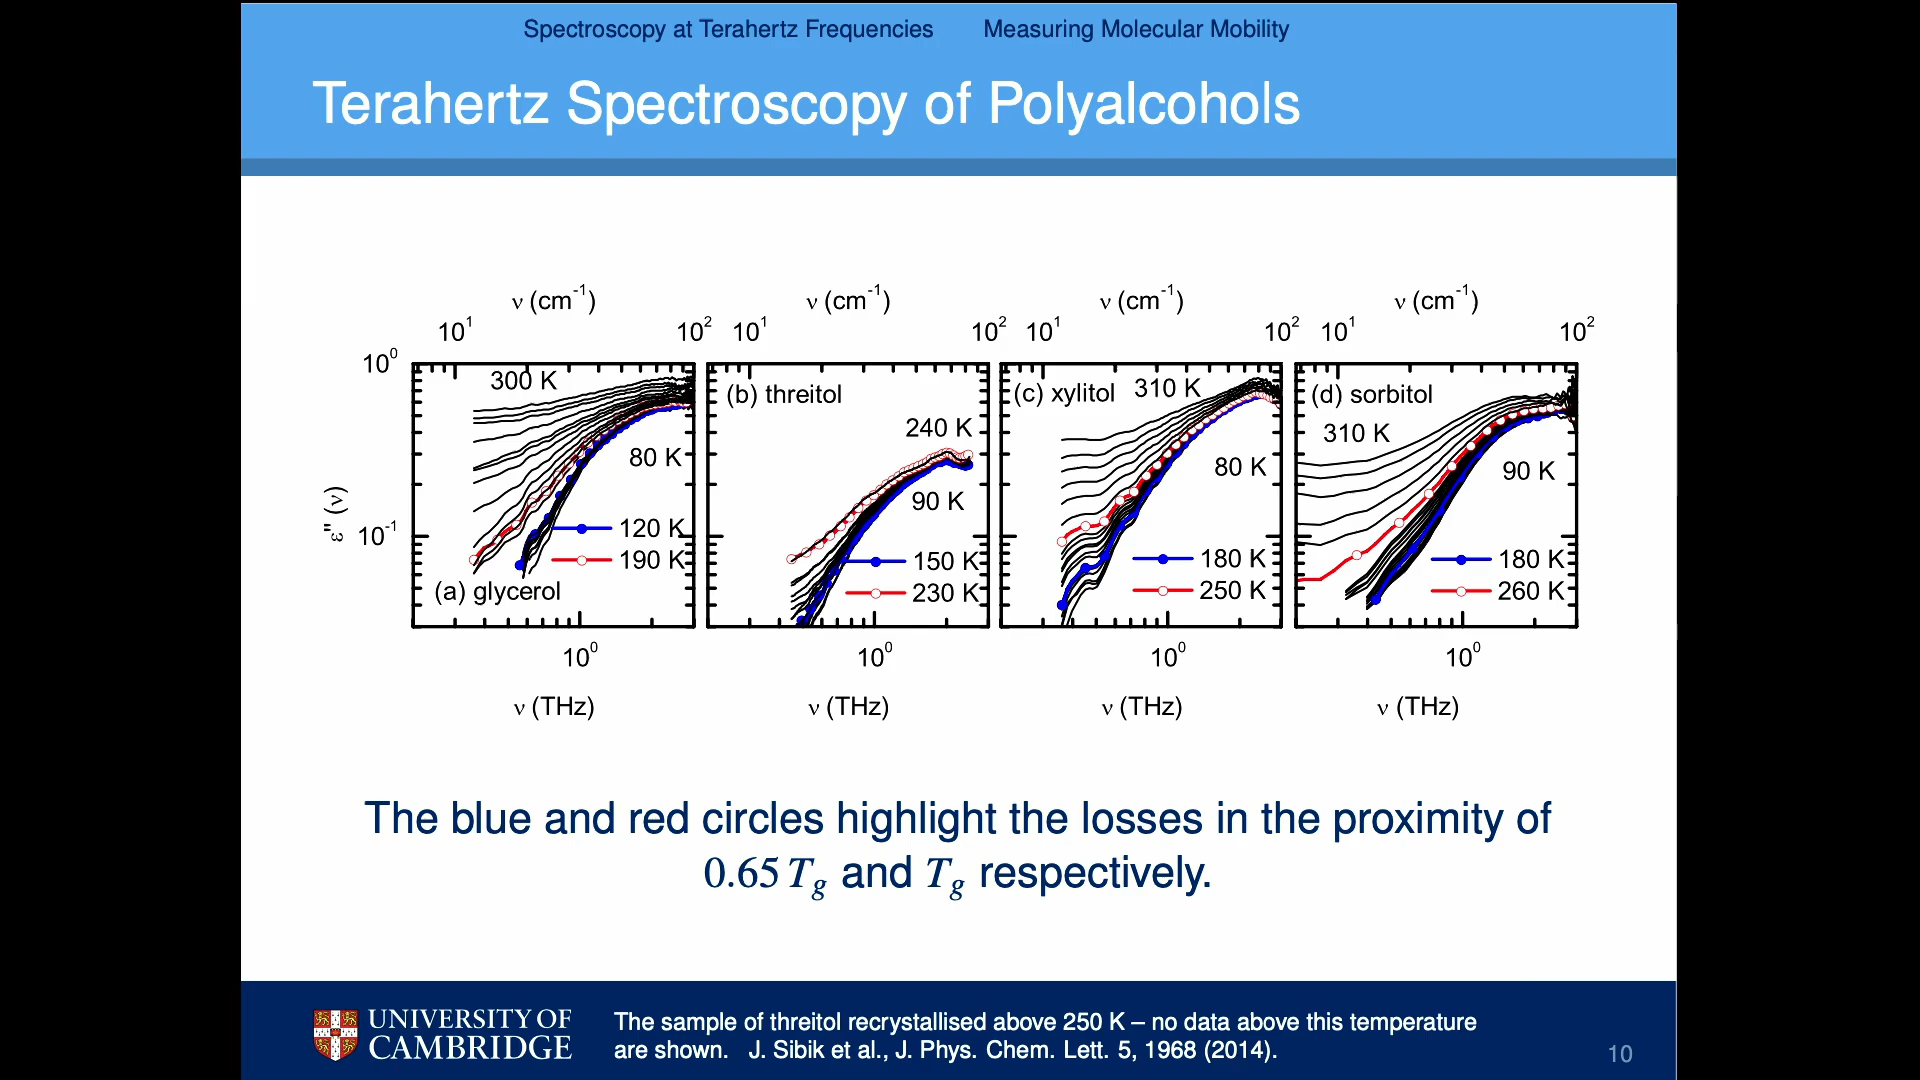 Spectroscopy at Terahertz Frequencies Measuring Molecular Mobility
Terahertz Spectroscopy of Polyalcohols
ν (cm⁻¹) ν (cm⁻¹) ν (cm⁻¹) ν (cm⁻¹)
10¹ 10² 10¹ 10² 10¹ 10² 10¹ 10²
10⁰
10⁻¹
ε" (ν)
300 K
80 K
120 K
190 K
(a) glycerol
(b) threitol
240 K
90 K
150 K
230 K
(c) xylitol 310 K
80 K
180 K
250 K
(d) sorbitol
310 K
90 K
180 K
260 K
10⁰ 10⁰ 10⁰ 10⁰
ν (THz) ν (THz) ν (THz) ν (THz)
The blue and red circles highlight the losses in the proximity of
0.65 T_g and T_g respectively.
UNIVERSITY OF
CAMBRIDGE
The sample of threitol recrystallised above 250 K – no data above this temperature
are shown. J. Sibik et al., J. Phys. Chem. Lett. 5, 1968 (2014).
10